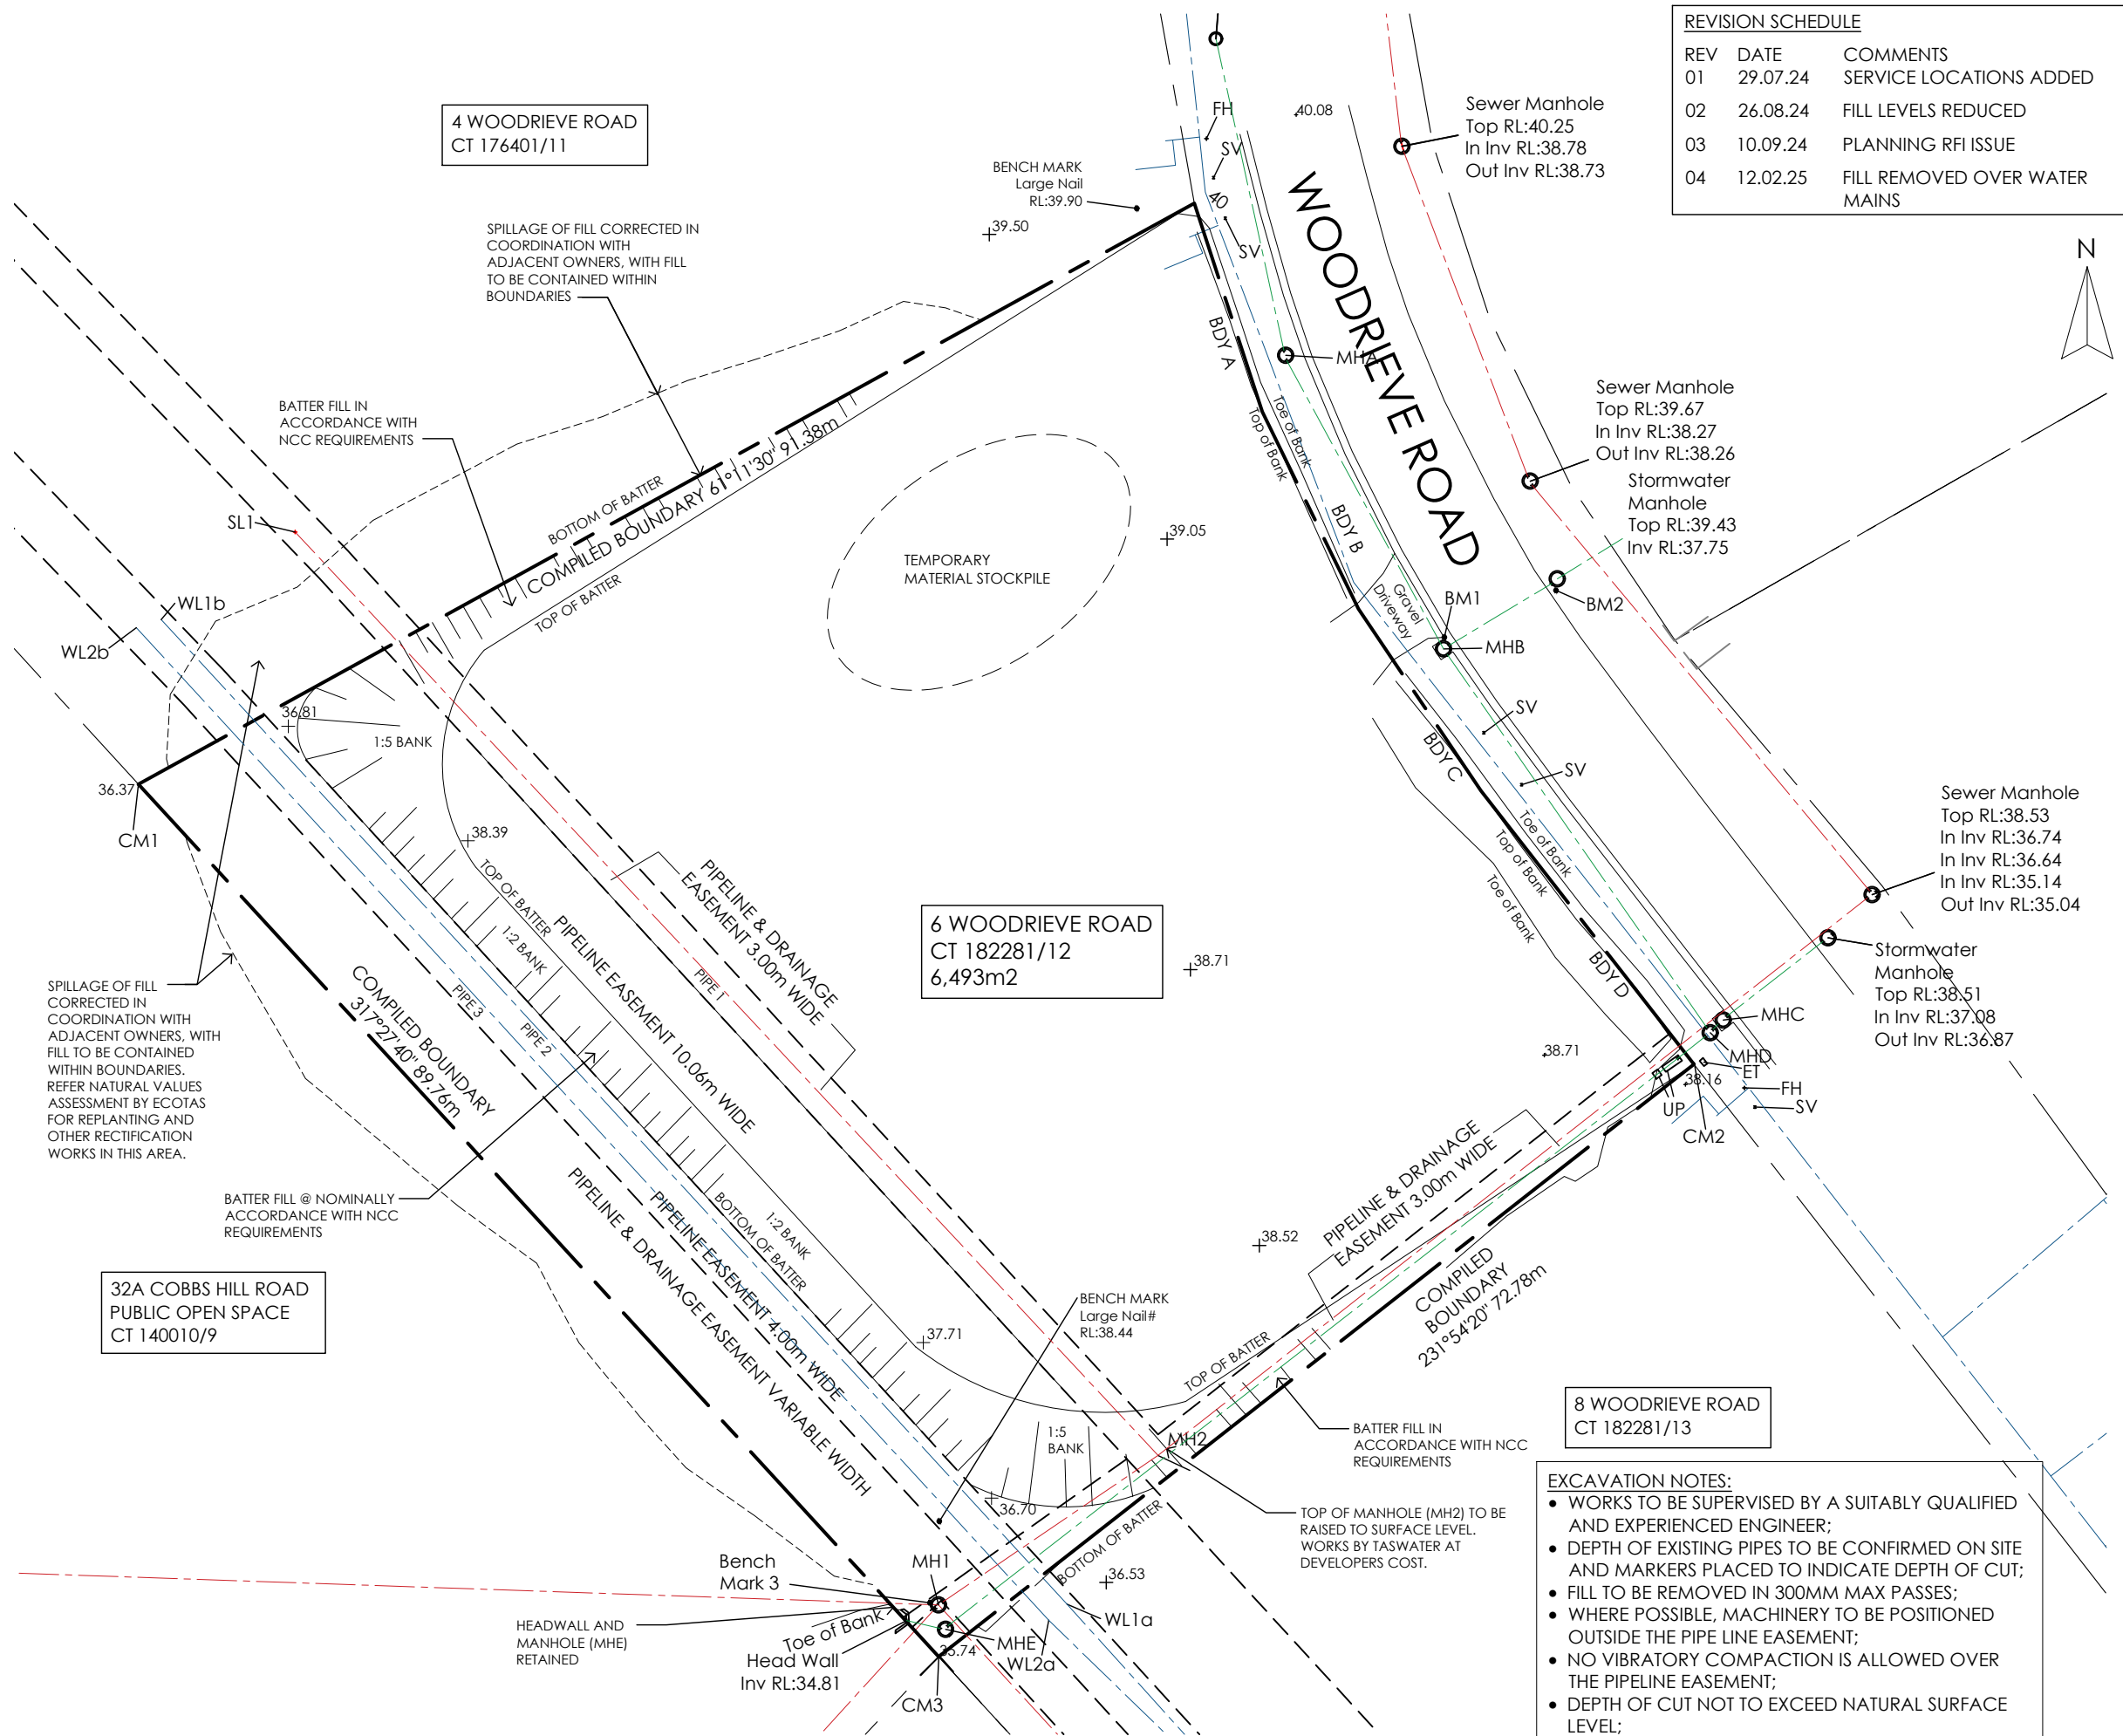 REVISION SCHEDULE
REV DATE COMMENTS
01 29.07.24 SERVICE LOCATIONS ADDED
02 26.08.24 FILL LEVELS REDUCED
03 10.09.24 PLANNING RFI ISSUE
04 12.02.25 FILL REMOVED OVER WATER
MAINS
N
4 WOODRIEVE ROAD
CT 176401/11
FH
SV
40
SV
40.08
Sewer Manhole
Top RL:40.25
In Inv RL:38.78
Out Inv RL:38.73
BENCH MARK
Large Nail
RL:39.90
39.50
WOODRIEVE ROAD
SPILLAGE OF FILL CORRECTED IN
COORDINATION WITH
ADJACENT OWNERS, WITH FILL
TO BE CONTAINED WITHIN
BOUNDARIES
BDY A
MHA
Toe of Bank
Top of Bank
BATTER FILL IN
ACCORDANCE WITH
NCC REQUIREMENTS
BOTTOM OF BATTER
COMPILED BOUNDARY 61°11'30" 91.38m
TOP OF BATTER
Sewer Manhole
Top RL:39.67
In Inv RL:38.27
Out Inv RL:38.26
Stormwater
Manhole
Top RL:39.43
Inv RL:37.75
SL1
BDY B
39.05
TEMPORARY
MATERIAL STOCKPILE
Gravel
Driveway
BM1
BM2
MHB
WL1b
WL2b
36.81
1:5 BANK
SV
SV
BDY C
36.37
CM1
38.39
TOP OF BATTER
Toe of Bank
Top of Bank
Toe of Bank
Sewer Manhole
Top RL:38.53
In Inv RL:36.74
In Inv RL:36.64
In Inv RL:35.14
Out Inv RL:35.04
PIPELINE & DRAINAGE
EASEMENT 3.00m WIDE
1:2 BANK
PIPELINE EASEMENT 10.06m WIDE
PIPE 1
6 WOODRIEVE ROAD
CT 182281/12
6,493m2
38.71
BDY D
Stormwater
Manhole
Top RL:38.51
In Inv RL:37.08
Out Inv RL:36.87
SPILLAGE OF FILL
CORRECTED IN
COORDINATION WITH
ADJACENT OWNERS, WITH
FILL TO BE CONTAINED
WITHIN BOUNDARIES.
REFER NATURAL VALUES
ASSESSMENT BY ECOTAS
FOR REPLANTING AND
OTHER RECTIFICATION
WORKS IN THIS AREA.
COMPILED BOUNDARY
317°27'40" 89.76m
PIPE 3
PIPE 2
38.71
MHC
MHD
ET
38.16
FH
SV
UP
CM2
BATTER FILL @ NOMINALLY
ACCORDANCE WITH NCC
REQUIREMENTS
PIPELINE & DRAINAGE EASEMENT VARIABLE WIDTH
PIPELINE EASEMENT 4.00m WIDE
BOTTOM OF BATTER
1:2 BANK
38.52
PIPELINE & DRAINAGE
EASEMENT 3.00m WIDE
COMPILED
BOUNDARY
231°54'20" 72.78m
32A COBBS HILL ROAD
PUBLIC OPEN SPACE
CT 140010/9
BENCH MARK
Large Nail#
RL:38.44
37.71
TOP OF BATTER
8 WOODRIEVE ROAD
CT 182281/13
1:5
BANK
MH2
BATTER FILL IN
ACCORDANCE WITH NCC
REQUIREMENTS
36.70
TOP OF MANHOLE (MH2) TO BE
RAISED TO SURFACE LEVEL.
WORKS BY TASWATER AT
DEVELOPERS COST.
BOTTOM OF BATTER
36.53
Bench
Mark 3
MH1
WL1a
HEADWALL AND
MANHOLE (MHE)
RETAINED
Toe of Bank
Head Wall
Inv RL:34.81
MHE
35.74
WL2a
CM3
EXCAVATION NOTES:
• WORKS TO BE SUPERVISED BY A SUITABLY QUALIFIED
AND EXPERIENCED ENGINEER;
• DEPTH OF EXISTING PIPES TO BE CONFIRMED ON SITE
AND MARKERS PLACED TO INDICATE DEPTH OF CUT;
• FILL TO BE REMOVED IN 300MM MAX PASSES;
• WHERE POSSIBLE, MACHINERY TO BE POSITIONED
OUTSIDE THE PIPE LINE EASEMENT;
• NO VIBRATORY COMPACTION IS ALLOWED OVER
THE PIPELINE EASEMENT;
• DEPTH OF CUT NOT TO EXCEED NATURAL SURFACE
LEVEL;